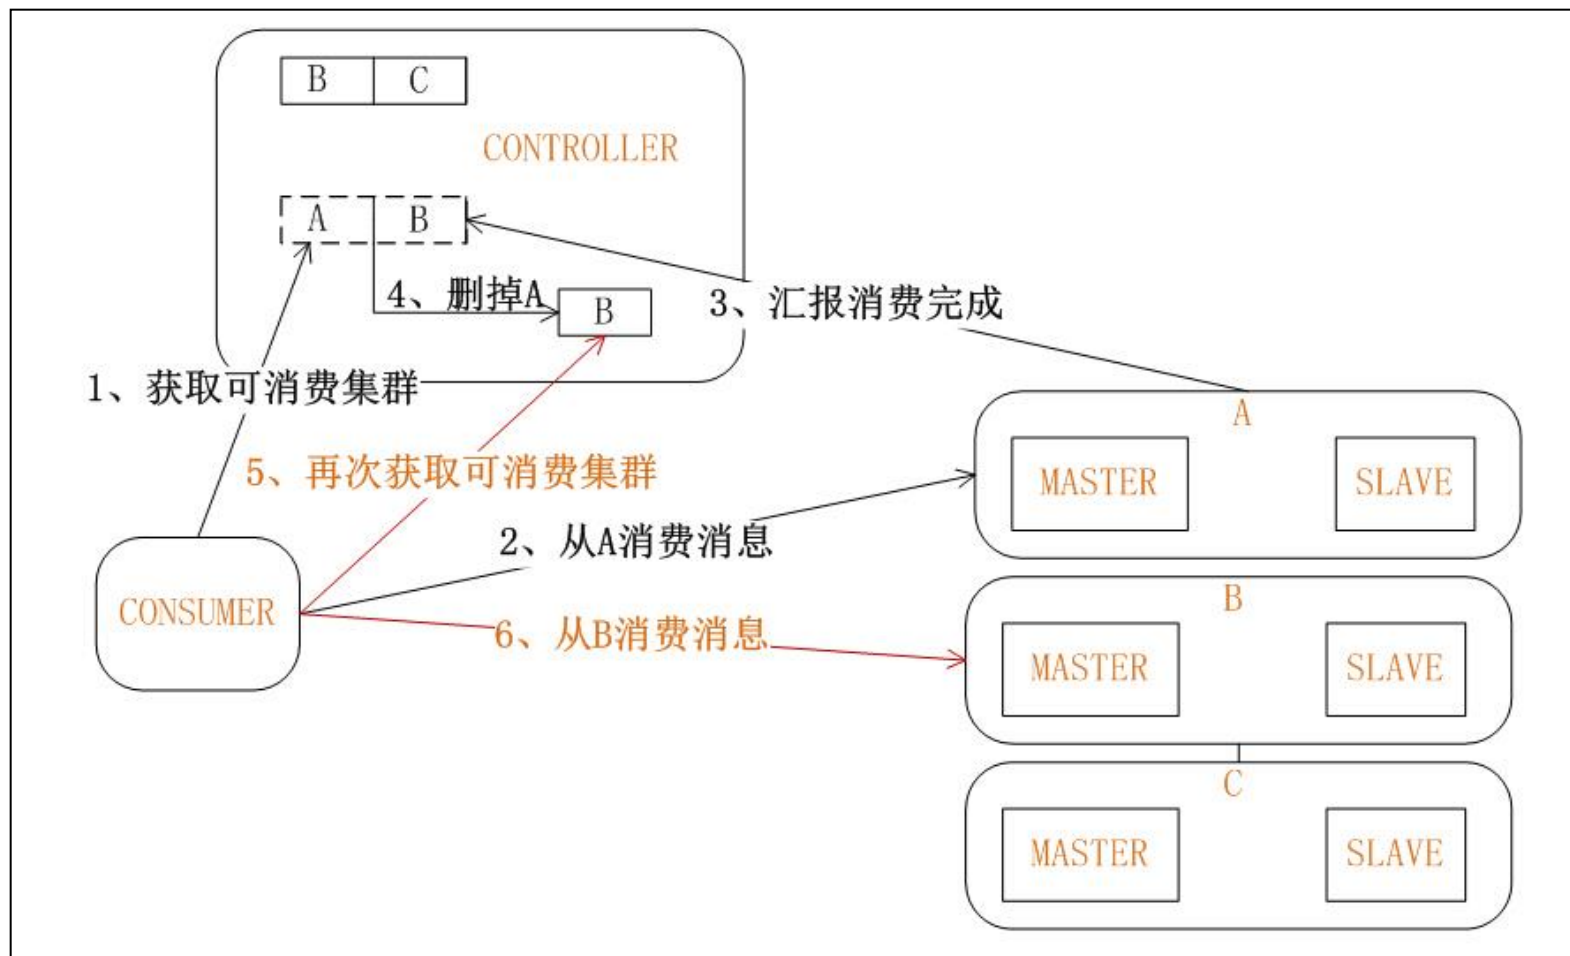 B C
CONTROLLER
A B
4、删掉A
B
3、汇报消费完成
1、获取可消费集群
A
5、再次获取可消费集群
MASTER SLAVE
2、从A消费消息
B
CONSUMER
6、从B消费消息
MASTER SLAVE
C
MASTER SLAVE